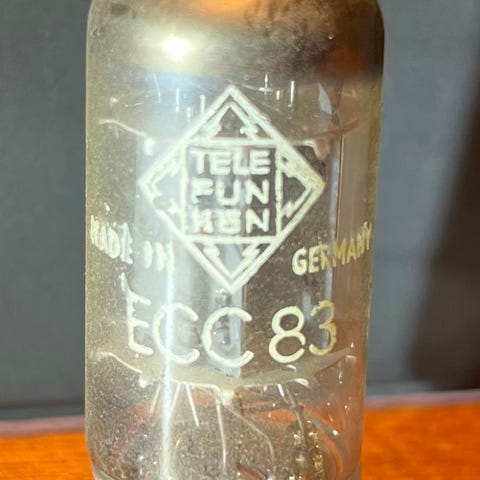 TELE
FUN
KEN
MADE IN GERMANY
ECC 83